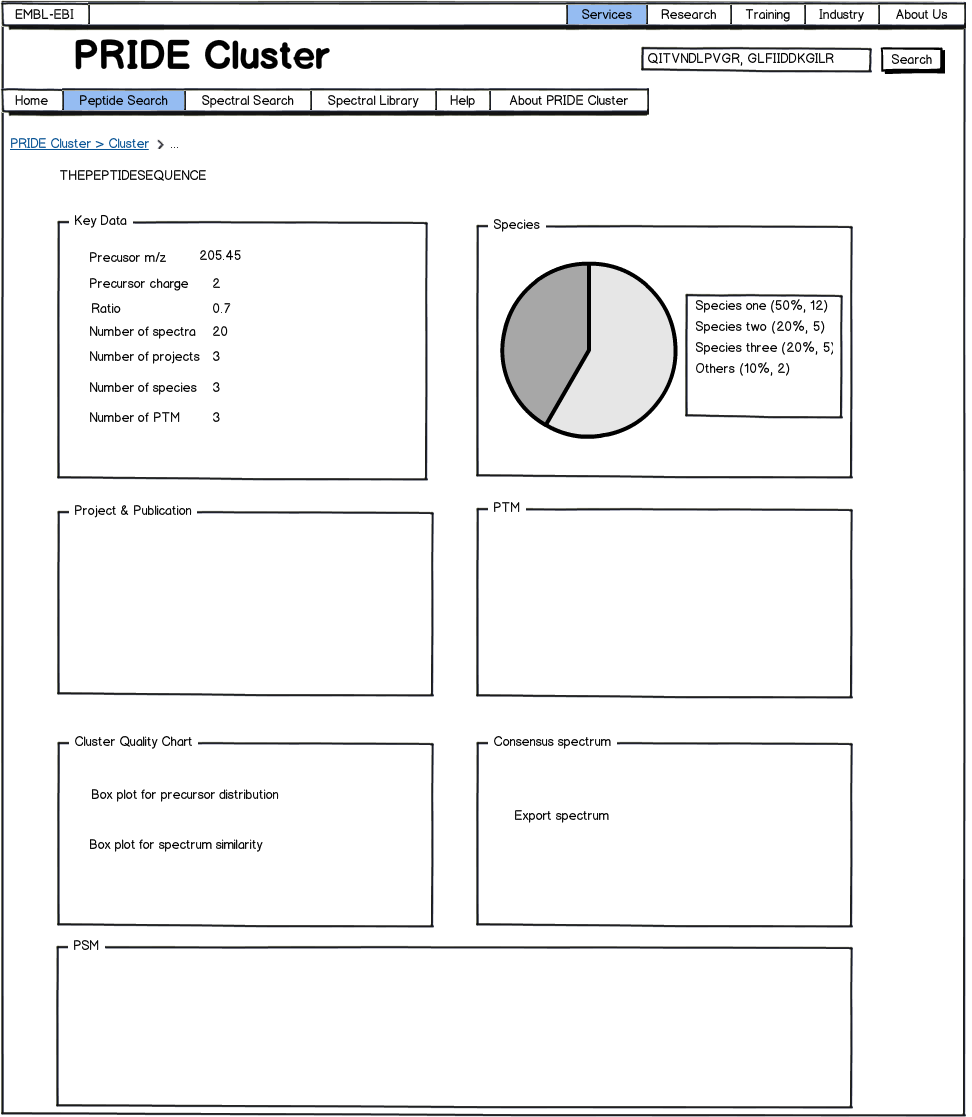 EMBL-EBI Services Research Training Industry About Us
PRIDE Cluster
QITVNDLPVGR, GLFIIDDKGILR Search
Home Peptide Search Spectral Search Spectral Library Help About PRIDE Cluster
PRIDE Cluster > Cluster > ...
THEPEPTIDESEQUENCE
Key Data
Precusor m/z 205.45
Precursor charge 2
Ratio 0.7
Number of spectra 20
Number of projects 3
Number of species 3
Number of PTM 3
Species
Species one (50%, 12)
Species two (20%, 5)
Species three (20%, 5)
Others (10%, 2)
Project & Publication
PTM
Cluster Quality Chart
Box plot for precursor distribution
Box plot for spectrum similarity
Consensus spectrum
Export spectrum
PSM